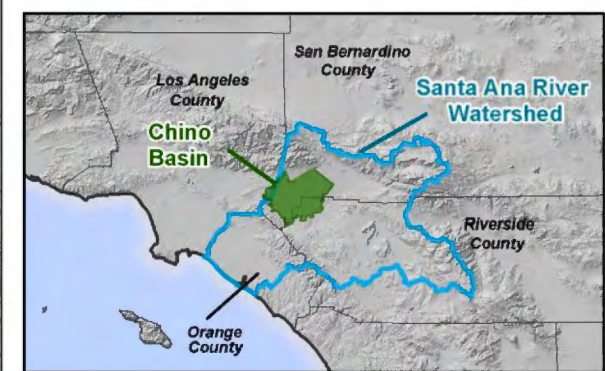 San Bernardino
County
Los Angeles
County
Santa Ana River
Watershed
Chino
Basin
Riverside
County
Orange
County